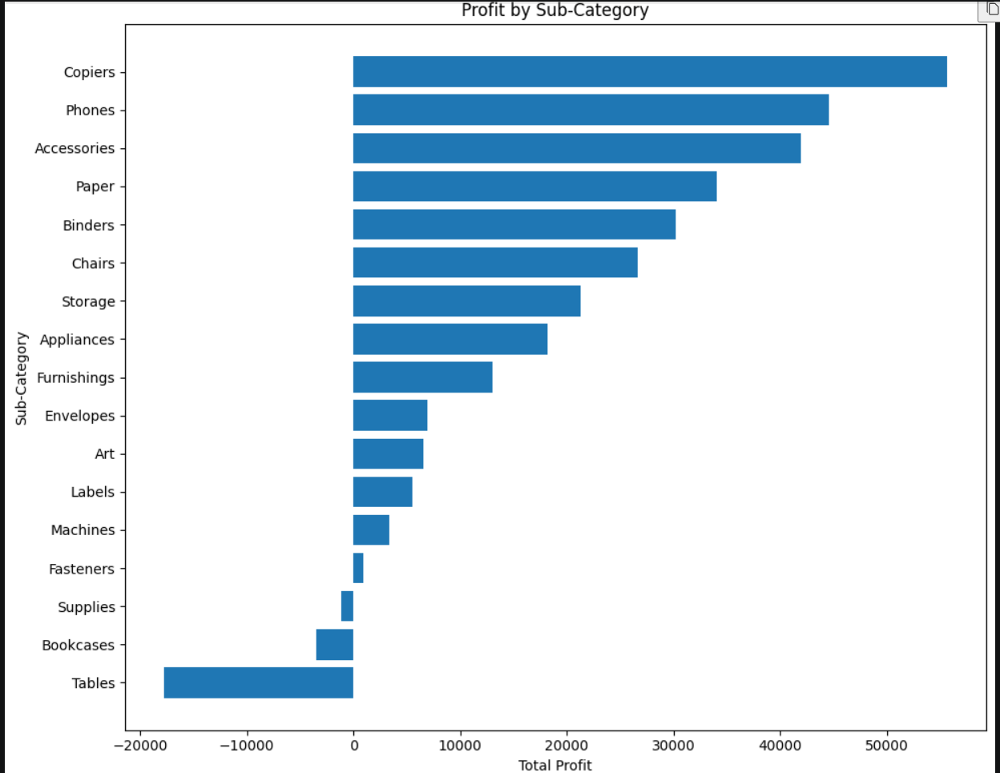 Profit by Sub-Category
Copiers
Phones
Accessories
Paper
Binders
Chairs
Storage
Appliances
Furnishings
Envelopes
Art
Labels
Machines
Fasteners
Supplies
Bookcases
Tables
Sub-Category
−20000 −10000 0 10000 20000 30000 40000 50000
Total Profit